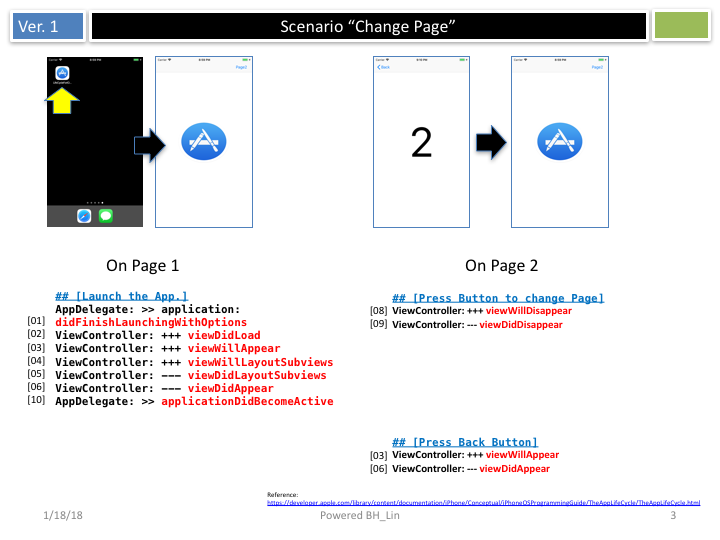 Ver. 1
Scenario “Change Page”
Page2
< Back
2
Page2
On Page 1
## [Launch the App.]
AppDelegate: >> application:
[01] didFinishLaunchingWithOptions
[02] ViewController: +++ viewDidLoad
[03] ViewController: +++ viewWillAppear
[04] ViewController: +++ viewWillLayoutSubviews
[05] ViewController: --- viewDidLayoutSubviews
[06] ViewController: --- viewDidAppear
[10] AppDelegate: >> applicationDidBecomeActive
On Page 2
## [Press Button to change Page]
[08] ViewController: +++ viewWillDisappear
[09] ViewController: --- viewDidDisappear
## [Press Back Button]
[03] ViewController: +++ viewWillAppear
[06] ViewController: --- viewDidAppear
Reference:
https://developer.apple.com/library/content/documentation/iPhone/Conceptual/iPhoneOSProgrammingGuide/TheAppLifeCycle/TheAppLifeCycle.html
1/18/18
Powered BH_Lin
3